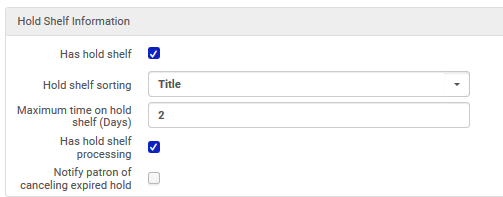 Hold Shelf Information
Has hold shelf
Hold shelf sorting
Title
Maximum time on hold
shelf (Days)
2
Has hold shelf
processing
Notify patron of
canceling expired hold